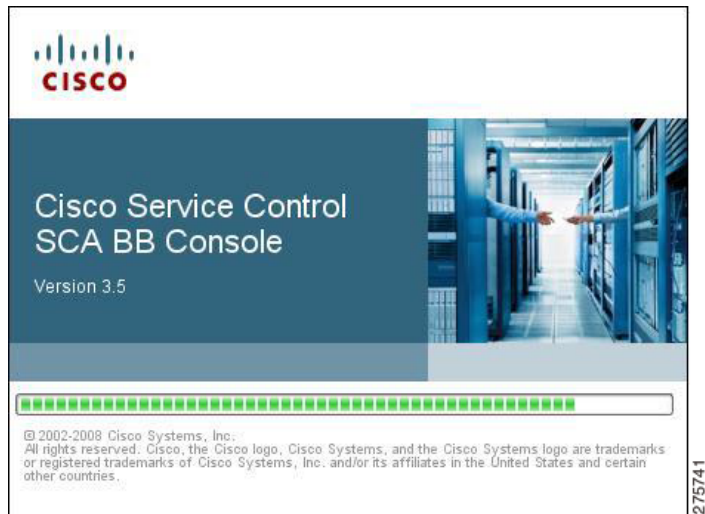 CISCO
Cisco Service Control
SCA BB Console
Version 3.5
© 2002-2008 Cisco Systems, Inc.
All rights reserved. Cisco, the Cisco logo, Cisco Systems, and the Cisco Systems logo are trademarks
or registered trademarks of Cisco Systems, Inc. and/or its affiliates in the United States and certain
other countries.
275741